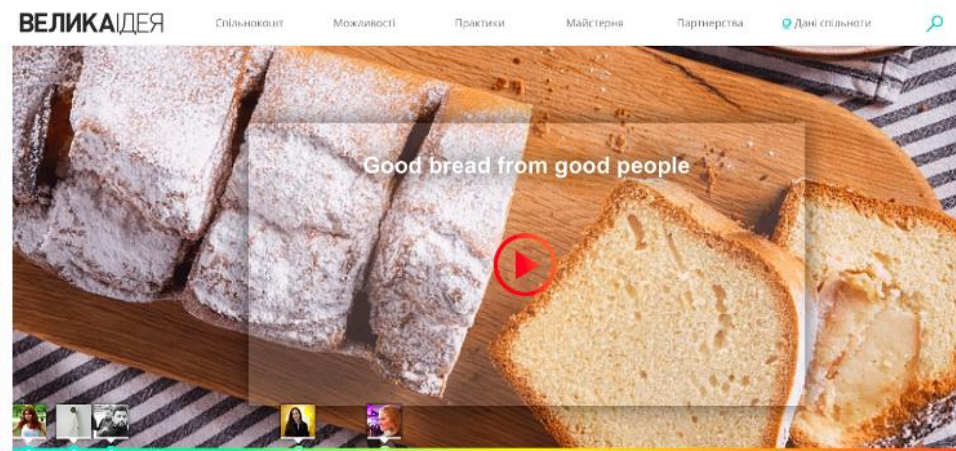 ВЕЛИКАІДЕЯ
Спільнокошт Можливості Практики Майстерня Партнерства Дані спільноти
Good bread from good people